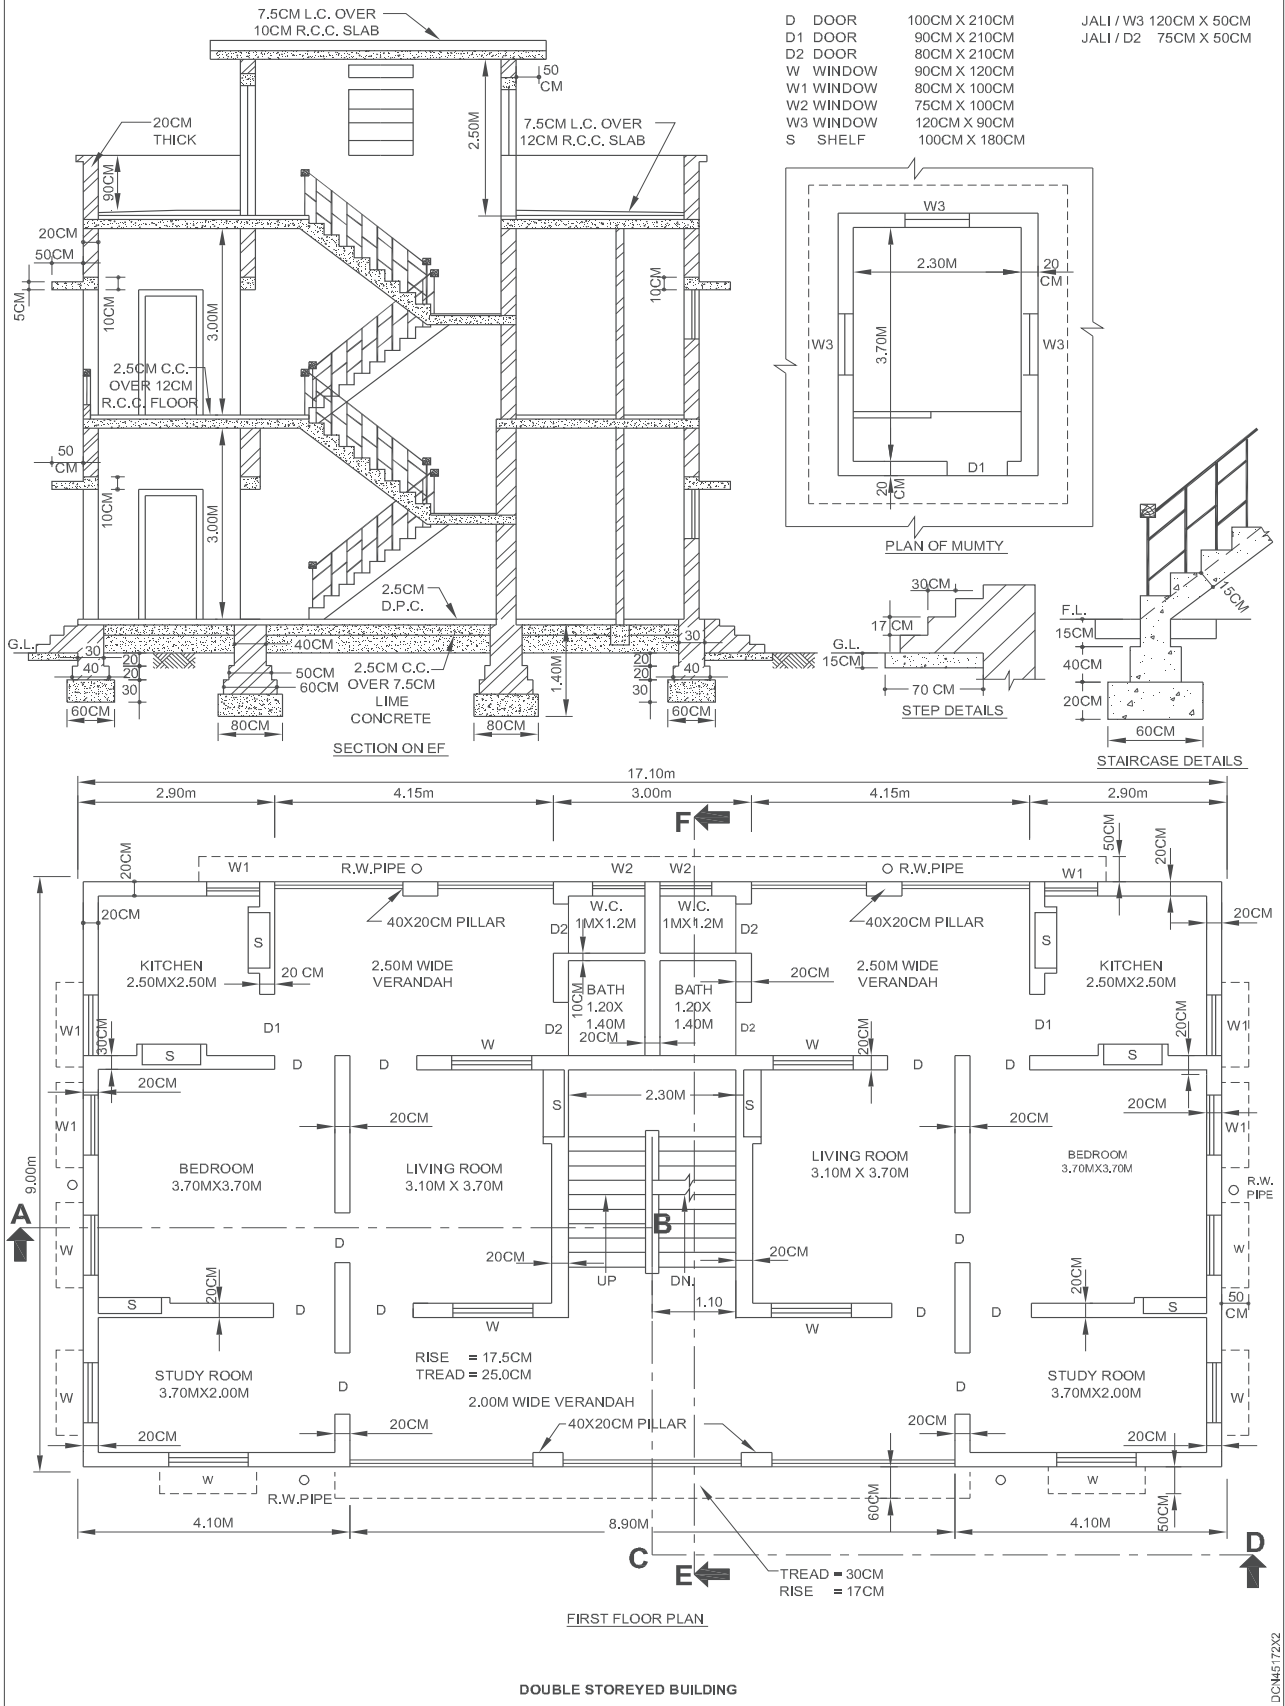 7.5CM L.C. OVER
10CM R.C.C. SLAB
50
CM
20CM
THICK
2.50M
7.5CM L.C. OVER
12CM R.C.C. SLAB
90CM
20CM
50CM
5CM
10CM
3.00M
10CM
2.5CM C.C.
OVER 12CM
R.C.C. FLOOR
50
CM
10CM
3.00M
2.5CM
D.P.C.
G.L.
30
40CM
30
40
20
20
30
50CM
60CM
2.5CM C.C.
OVER 7.5CM
LIME
CONCRETE
1.40M
20
20
30
40
60CM
80CM
80CM
60CM
SECTION ON EF
D DOOR 100CM X 210CM
D1 DOOR 90CM X 210CM
D2 DOOR 80CM X 210CM
W WINDOW 90CM X 120CM
W1 WINDOW 80CM X 100CM
W2 WINDOW 75CM X 100CM
W3 WINDOW 120CM X 90CM
S SHELF 100CM X 180CM
JALI / W3 120CM X 50CM
JALI / D2 75CM X 50CM
W3
2.30M
20
CM
W3
3.70M
W3
20
CM
D1
PLAN OF MUMTY
30CM
17CM
G.L.
15CM
70 CM
STEP DETAILS
F.L.
15CM
15CM
40CM
20CM
60CM
STAIRCASE DETAILS
17.10m
2.90m
4.15m
3.00m
4.15m
2.90m
F
20CM
W1
R.W.PIPE
W2
W2
R.W.PIPE
W1
50CM
20CM
20CM
S
40X20CM PILLAR
D2
W.C.
1MX1.2M
W.C.
1MX1.2M
D2
40X20CM PILLAR
S
20CM
KITCHEN
2.50MX2.50M
20 CM
2.50M WIDE
VERANDAH
10CM
BATH
1.20X
1.40M
BATH
1.20X
1.40M
20CM
2.50M WIDE
VERANDAH
KITCHEN
2.50MX2.50M
W1
30CM
D1
D2
20CM
D2
D1
20CM
W1
S
D
D
W
W
20CM
D
D
S
20CM
S
2.30M
S
20CM
W1
20CM
20CM
W1
9.00m
BEDROOM
3.70MX3.70M
LIVING ROOM
3.10M X 3.70M
LIVING ROOM
3.10M X 3.70M
BEDROOM
3.70MX3.70M
R.W.
PIPE
A
W
D
20CM
UP
B
DN.
20CM
D
W
S
20CM
D
D
W
1.10
W
D
D
20CM
S
50
CM
RISE = 17.5CM
TREAD = 25.0CM
STUDY ROOM
3.70MX2.00M
STUDY ROOM
3.70MX2.00M
W
D
2.00M WIDE VERANDAH
D
W
20CM
20CM
40X20CM PILLAR
20CM
20CM
W
R.W.PIPE
60CM
W
50CM
4.10M
8.90M
4.10M
C
E
D
TREAD = 30CM
RISE = 17CM
FIRST FLOOR PLAN
DOUBLE STOREYED BUILDING